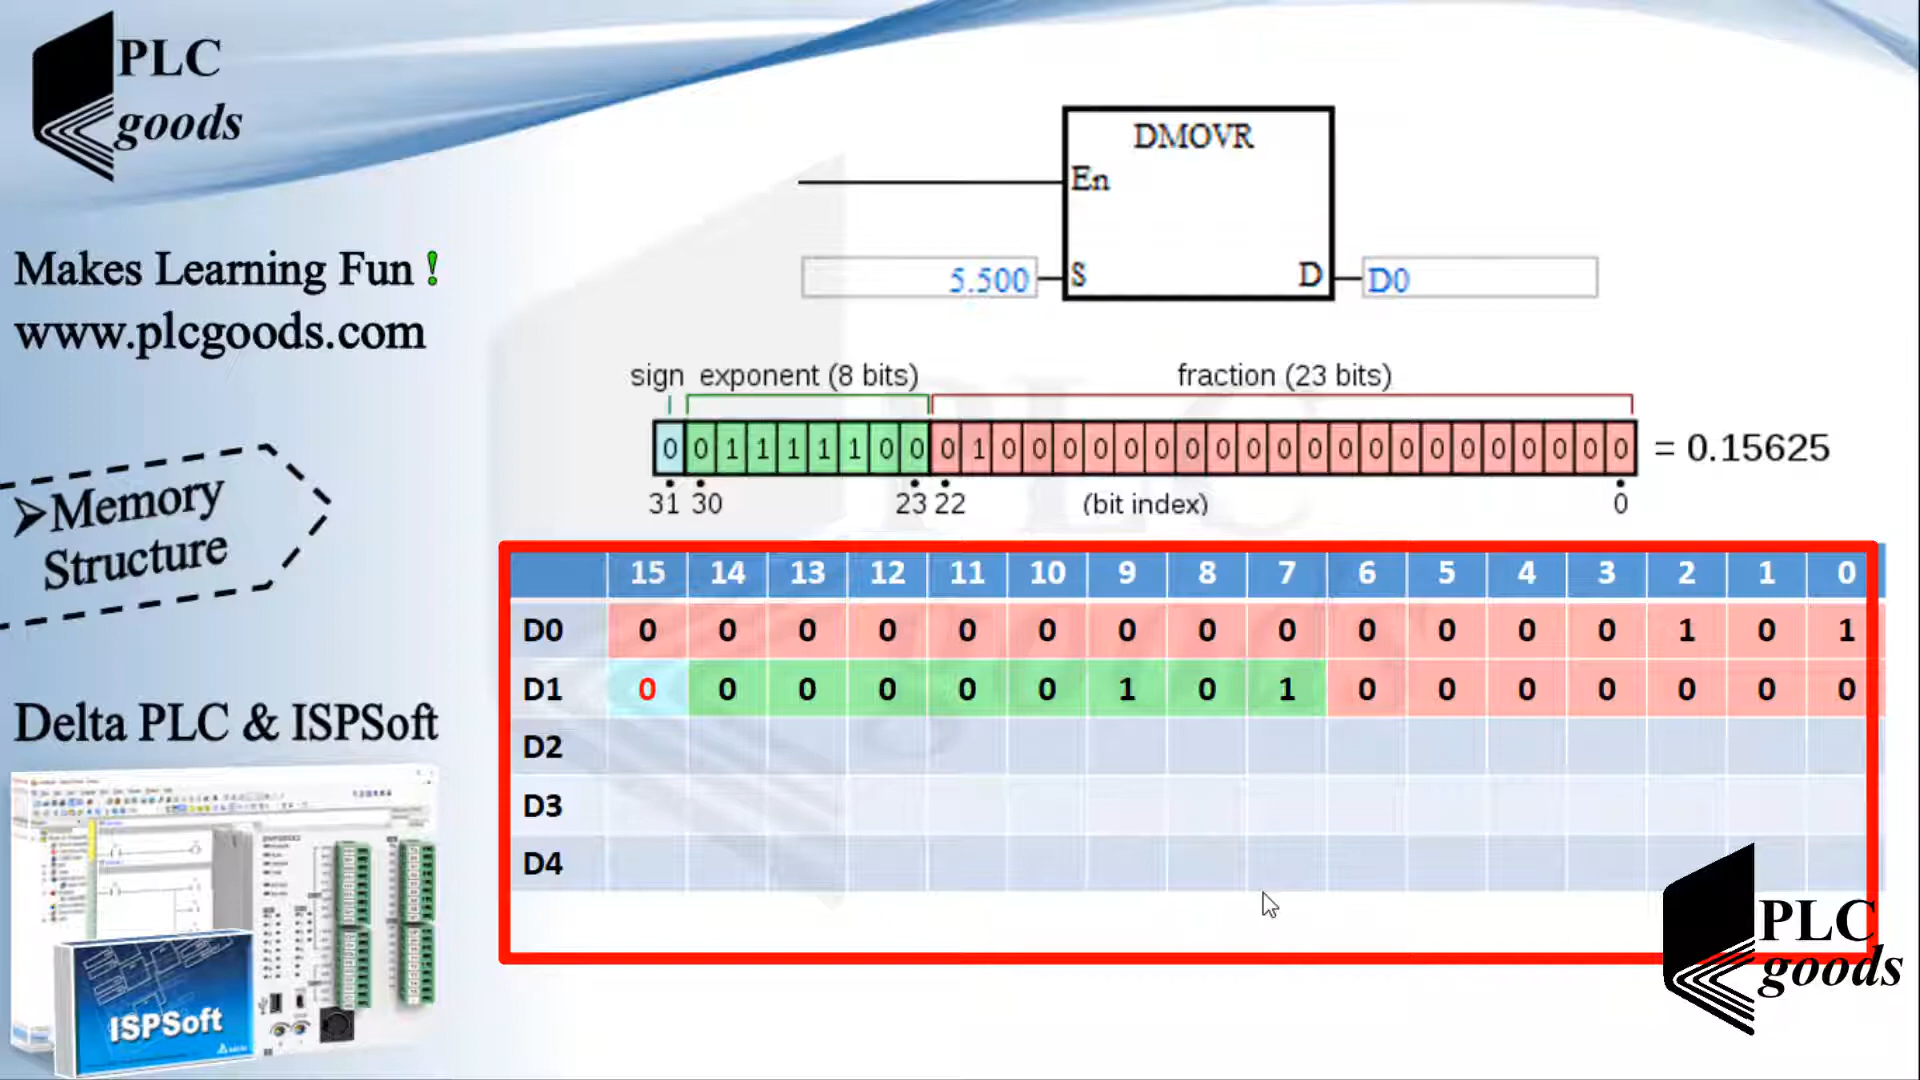 PLC
goods
Makes Learning Fun !
www.plcgoods.com
➢Memory
Structure
Delta PLC & ISPSoft
ISPSoft
DMOVR
En
5.500 S D D0
sign exponent (8 bits) fraction (23 bits)
0 0 1 1 1 1 1 0 0 0 1 0 0 0 0 0 0 0 0 0 0 0 0 0 0 0 0 0 0 0 0 0 = 0.15625
31 30 23 22 (bit index) 0
15 14 13 12 11 10 9 8 7 6 5 4 3 2 1 0
D0 0 0 0 0 0 0 0 0 0 0 0 0 0 1 0 1
D1 0 0 0 0 0 0 1 0 1 0 0 0 0 0 0 0
D2
D3
D4
PLC
goods